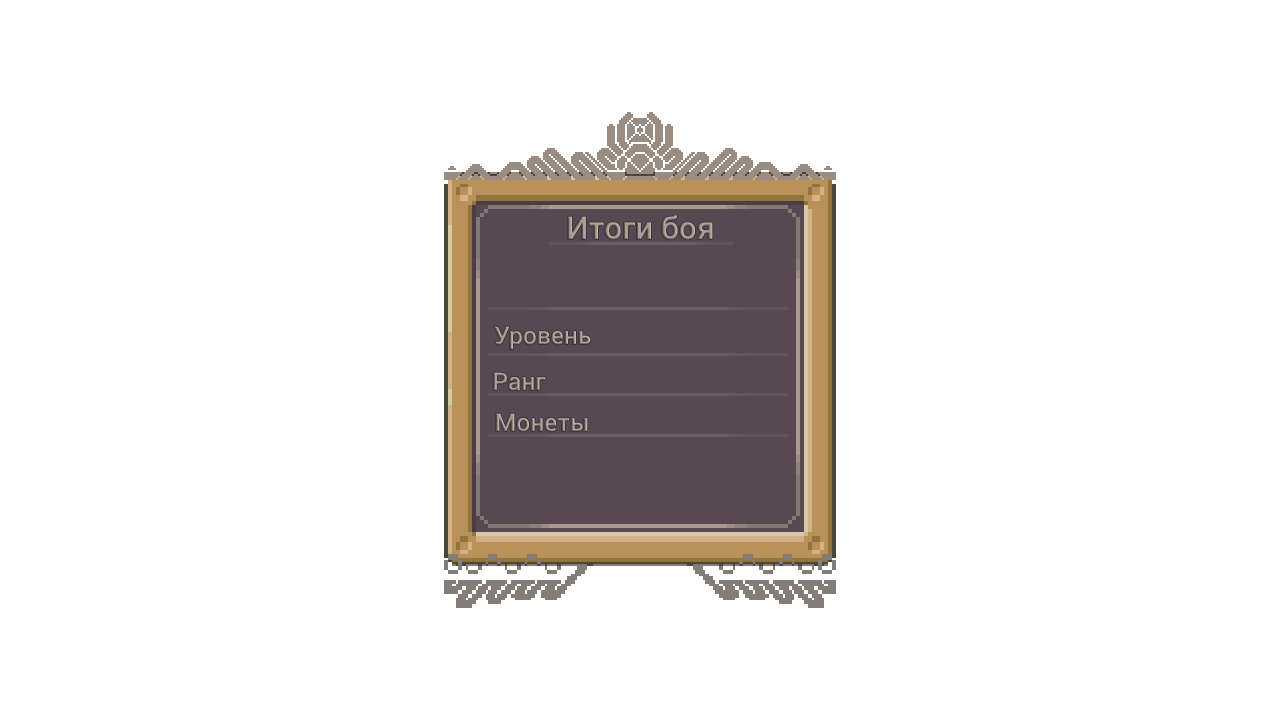 Итоги боя
Уровень
Ранг
Монеты